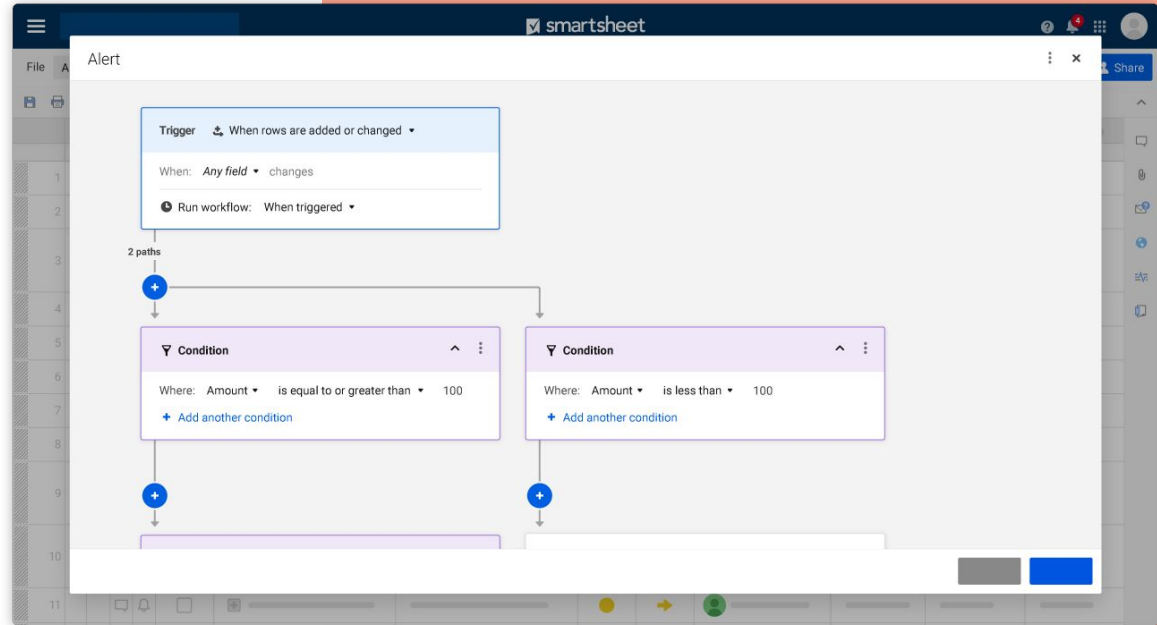 smartsheet
4
File A
Share
Alert
Trigger When rows are added or changed
When: Any field changes
Run workflow: When triggered
2 paths
Condition
Condition
Where: Amount is equal to or greater than 100
Where: Amount is less than 100
+ Add another condition
+ Add another condition
1
2
3
4
5
6
7
8
9
10
11